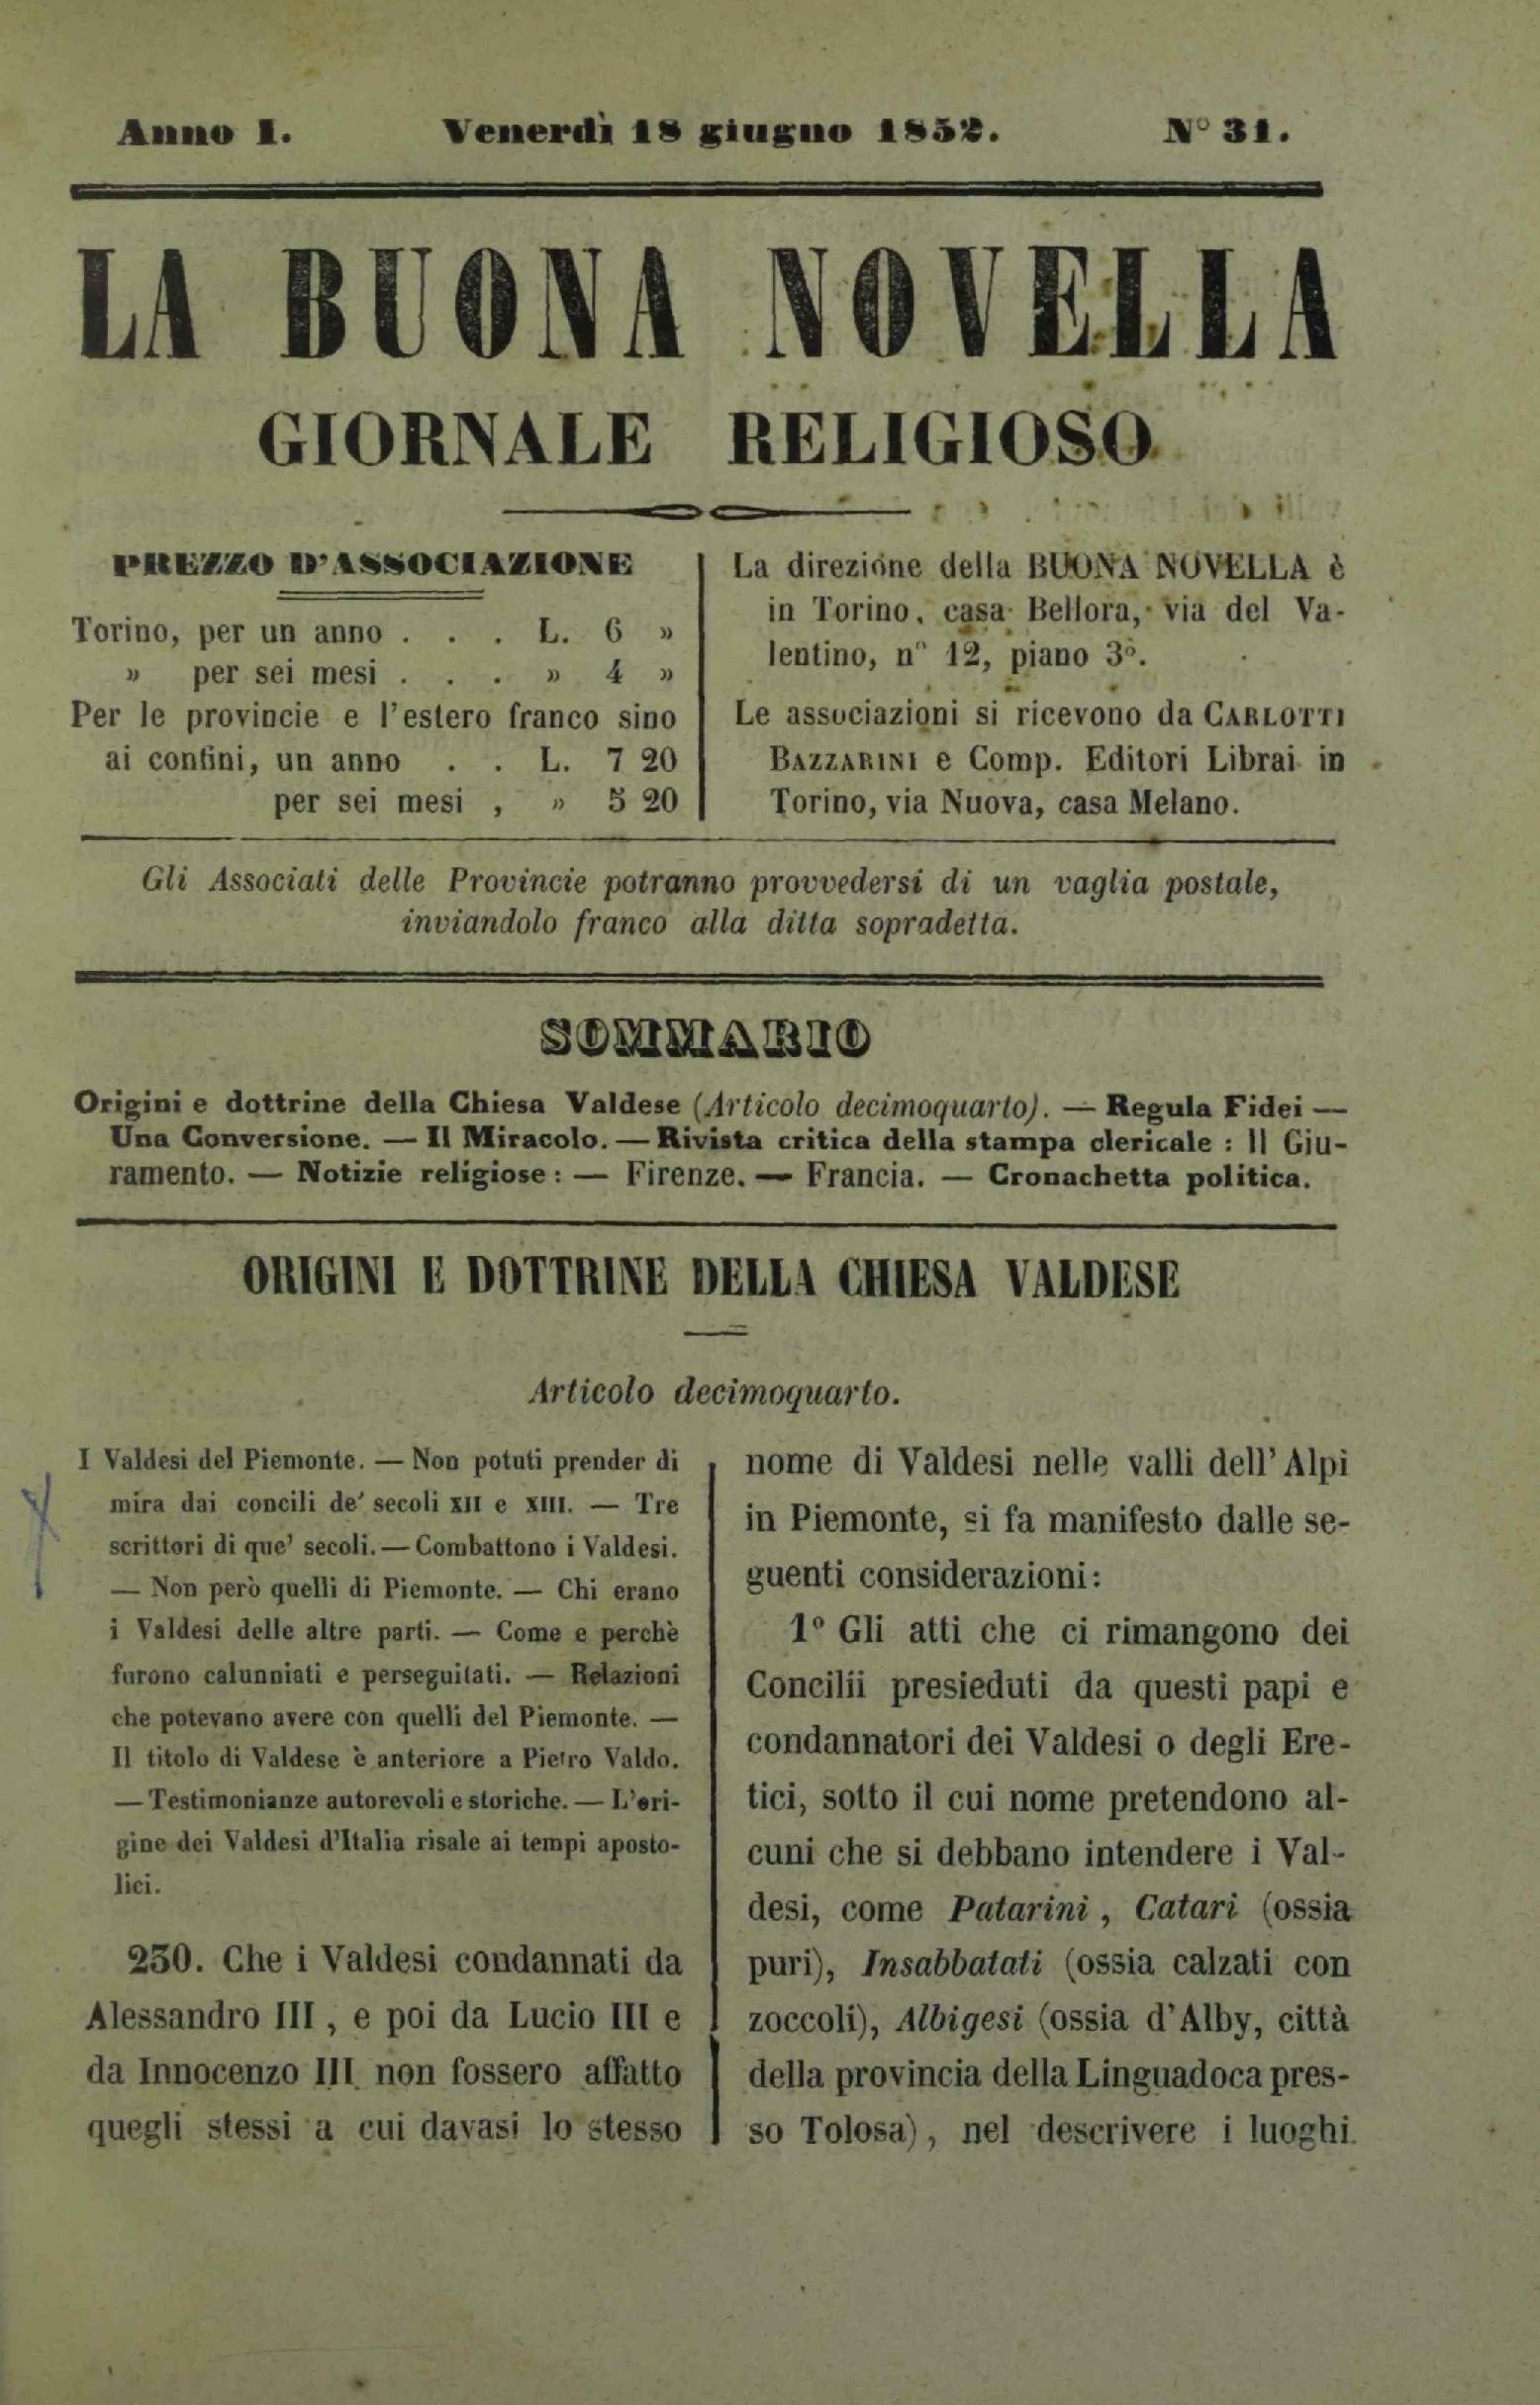 Anno I. Venerdì 18 giugno 1852. N° 31.
LA BUONA NOVELLA
GIORNALE RELIGIOSO
PREZZO D'ASSOCIAZIONE
Torino, per un anno . . . L. 6 »
» per sei mesi . . . » 4 »
Per le provincie e l'estero franco sino
ai confini, un anno . . L. 7 20
per sei mesi , » 5 20
La direzione della BUONA NOVELLA è
in Torino, casa Bellora, via del Va-
lentino, n° 12, piano 3°.
Le associazioni si ricevono da CARLOTTI
BAZZARINI e Comp. Editori Librai in
Torino, via Nuova, casa Melano.
Gli Associati delle Provincie potranno provvedersi di un vaglia postale,
inviandolo franco alla ditta sopradetta.
SOMMARIO
Origini e dottrine della Chiesa Valdese (Articolo decimoquarto). — Regula Fidei —
Una Conversione. — Il Miracolo. — Rivista critica della stampa clericale : Il Giu-
ramento. — Notizie religiose : — Firenze. — Francia. — Cronachetta politica.
ORIGINI E DOTTRINE DELLA CHIESA VALDESE
Articolo decimoquarto.
I Valdesi del Piemonte. — Non potuti prender di
mira dai concili de' secoli XII e XIII. — Tre
scrittori di que' secoli. — Combattono i Valdesi.
— Non però quelli di Piemonte. — Chi erano
i Valdesi delle altre parti. — Come e perchè
furono calunniati e perseguitati. — Relazioni
che potevano avere con quelli del Piemonte. —
Il titolo di Valdese è anteriore a Pietro Valdo.
— Testimonianze autorevoli e storiche. — L'ori-
gine dei Valdesi d'Italia risale ai tempi aposto-
lici.
230. Che i Valdesi condannati da
Alessandro III, e poi da Lucio III e
da Innocenzo III non fossero affatto
quegli stessi a cui davasi lo stesso
nome di Valdesi nelle valli dell'Alpi
in Piemonte, si fa manifesto dalle se-
guenti considerazioni:
1° Gli atti che ci rimangono dei
Concilii presieduti da questi papi e
condannatori dei Valdesi o degli Ere-
tici, sotto il cui nome pretendono al-
cuni che si debbano intendere i Val-
desi, come Patarini, Catari (ossia
puri), Insabbatati (ossia calzati con
zoccoli), Albigesi (ossia d'Alby, città
della provincia della Linguadoca pres-
so Tolosa), nel descrivere i luoghi